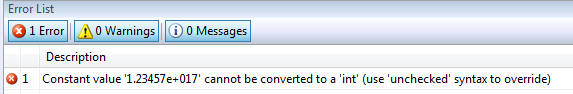 Error List
1 Error 0 Warnings 0 Messages
Description
1 Constant value '1.23457e+017' cannot be converted to a 'int' (use 'unchecked' syntax to override)